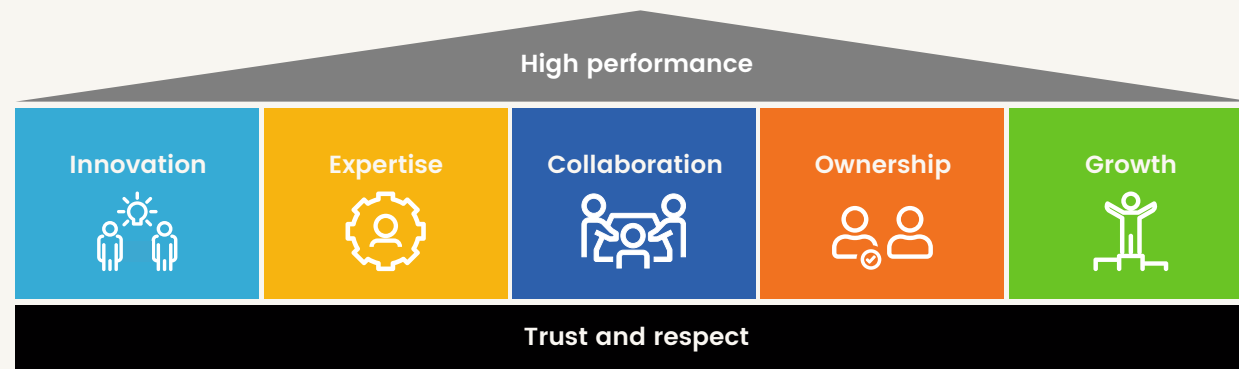 High performance
Innovation
Expertise
Collaboration
Ownership
Growth
Trust and respect